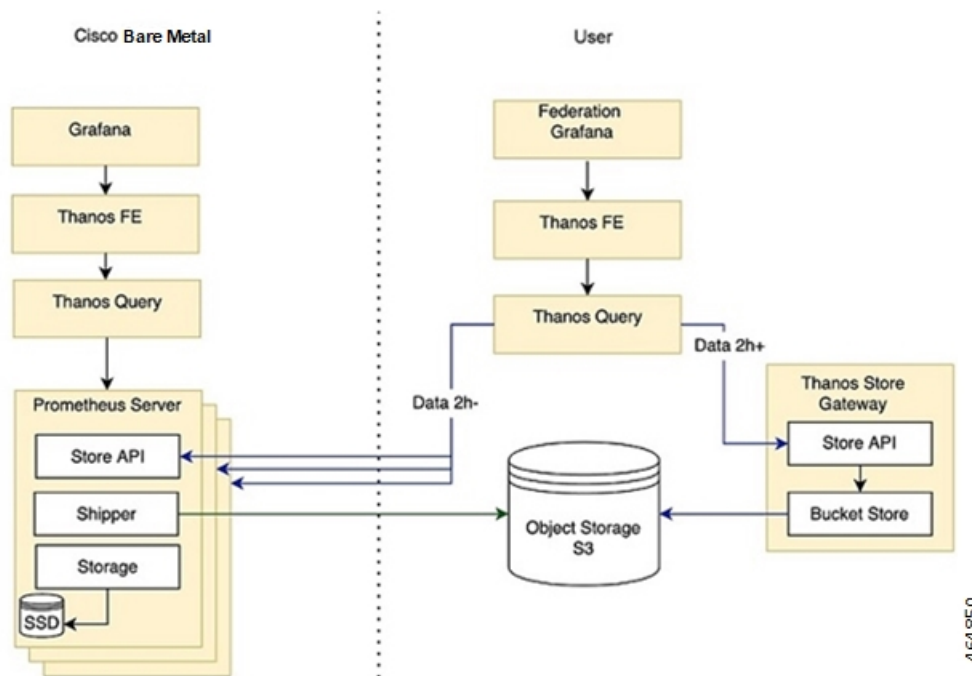 Cisco Bare Metal
User
Grafana
Thanos FE
Thanos Query
Prometheus Server
Store API
Shipper
Storage
SSD
Federation
Grafana
Thanos FE
Thanos Query
Data 2h-
Data 2h+
Object Storage
S3
Thanos Store
Gateway
Store API
Bucket Store